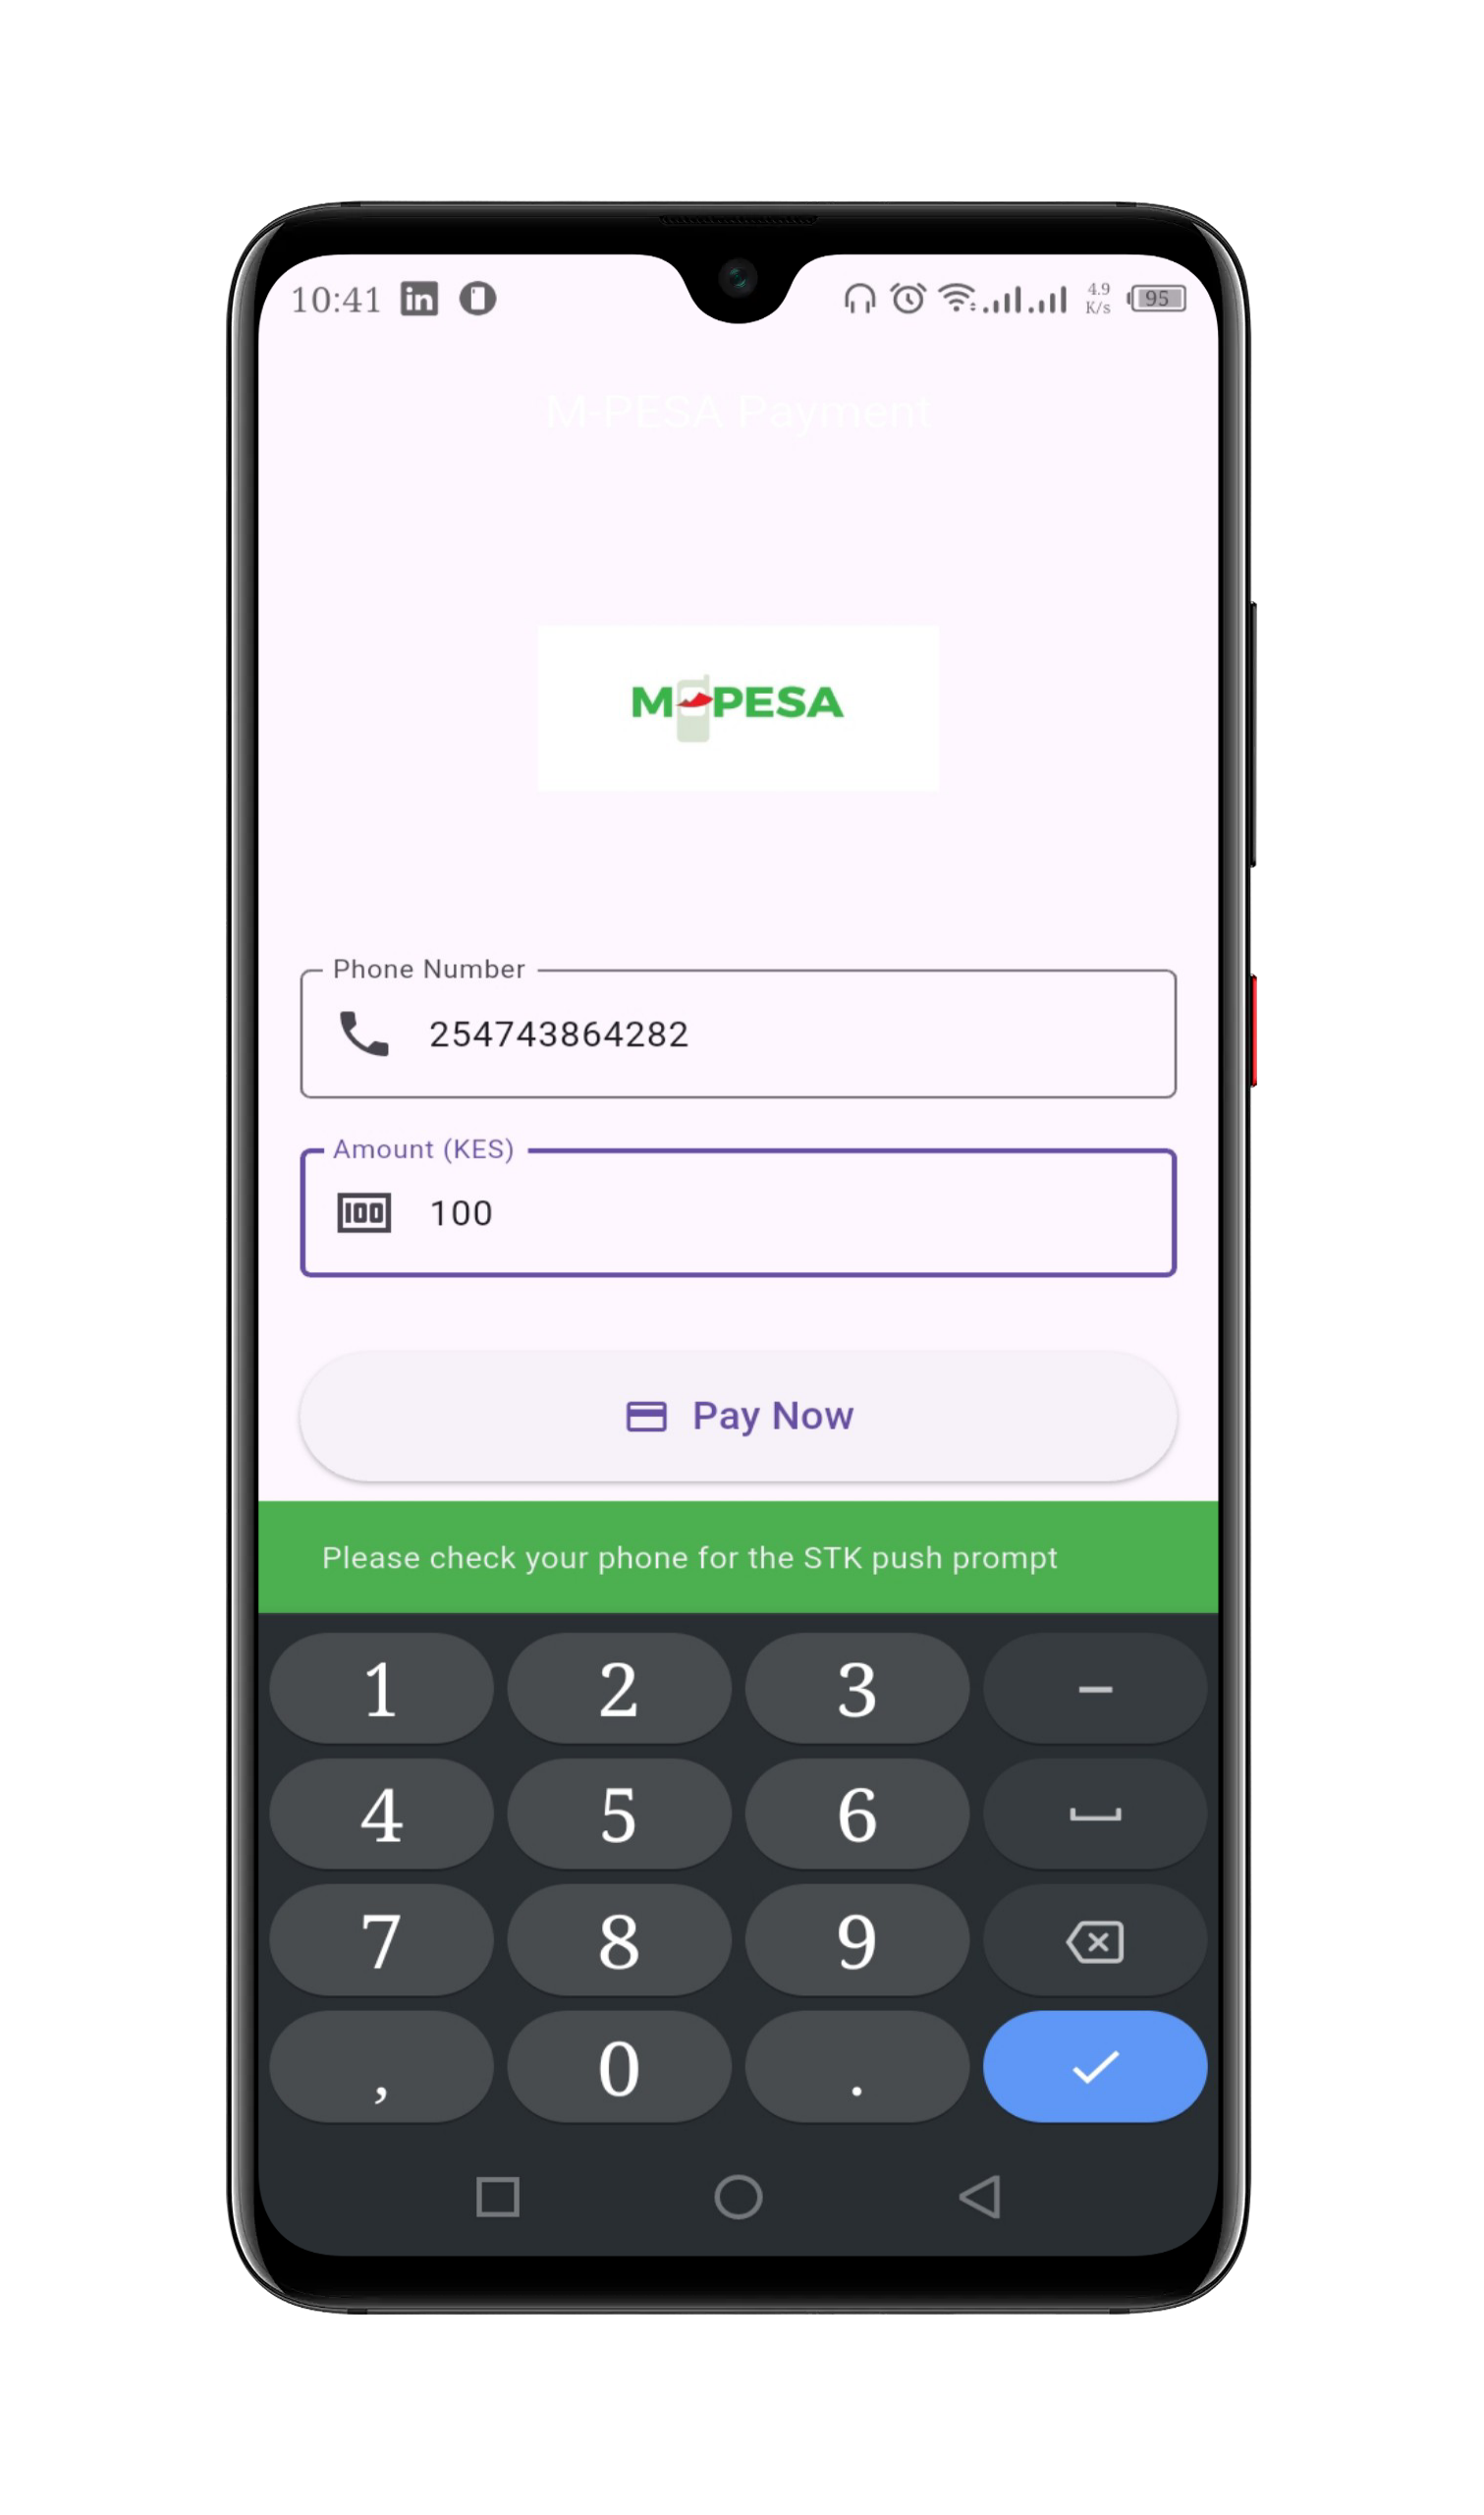 10:41 in 4.9 K/s 95
M-PESA Payment
M-PESA
Phone Number
254743864282
Amount (KES)
100 100
Pay Now
Please check your phone for the STK push prompt
1 2 3 –
4 5 6
7 8 9
, 0 .